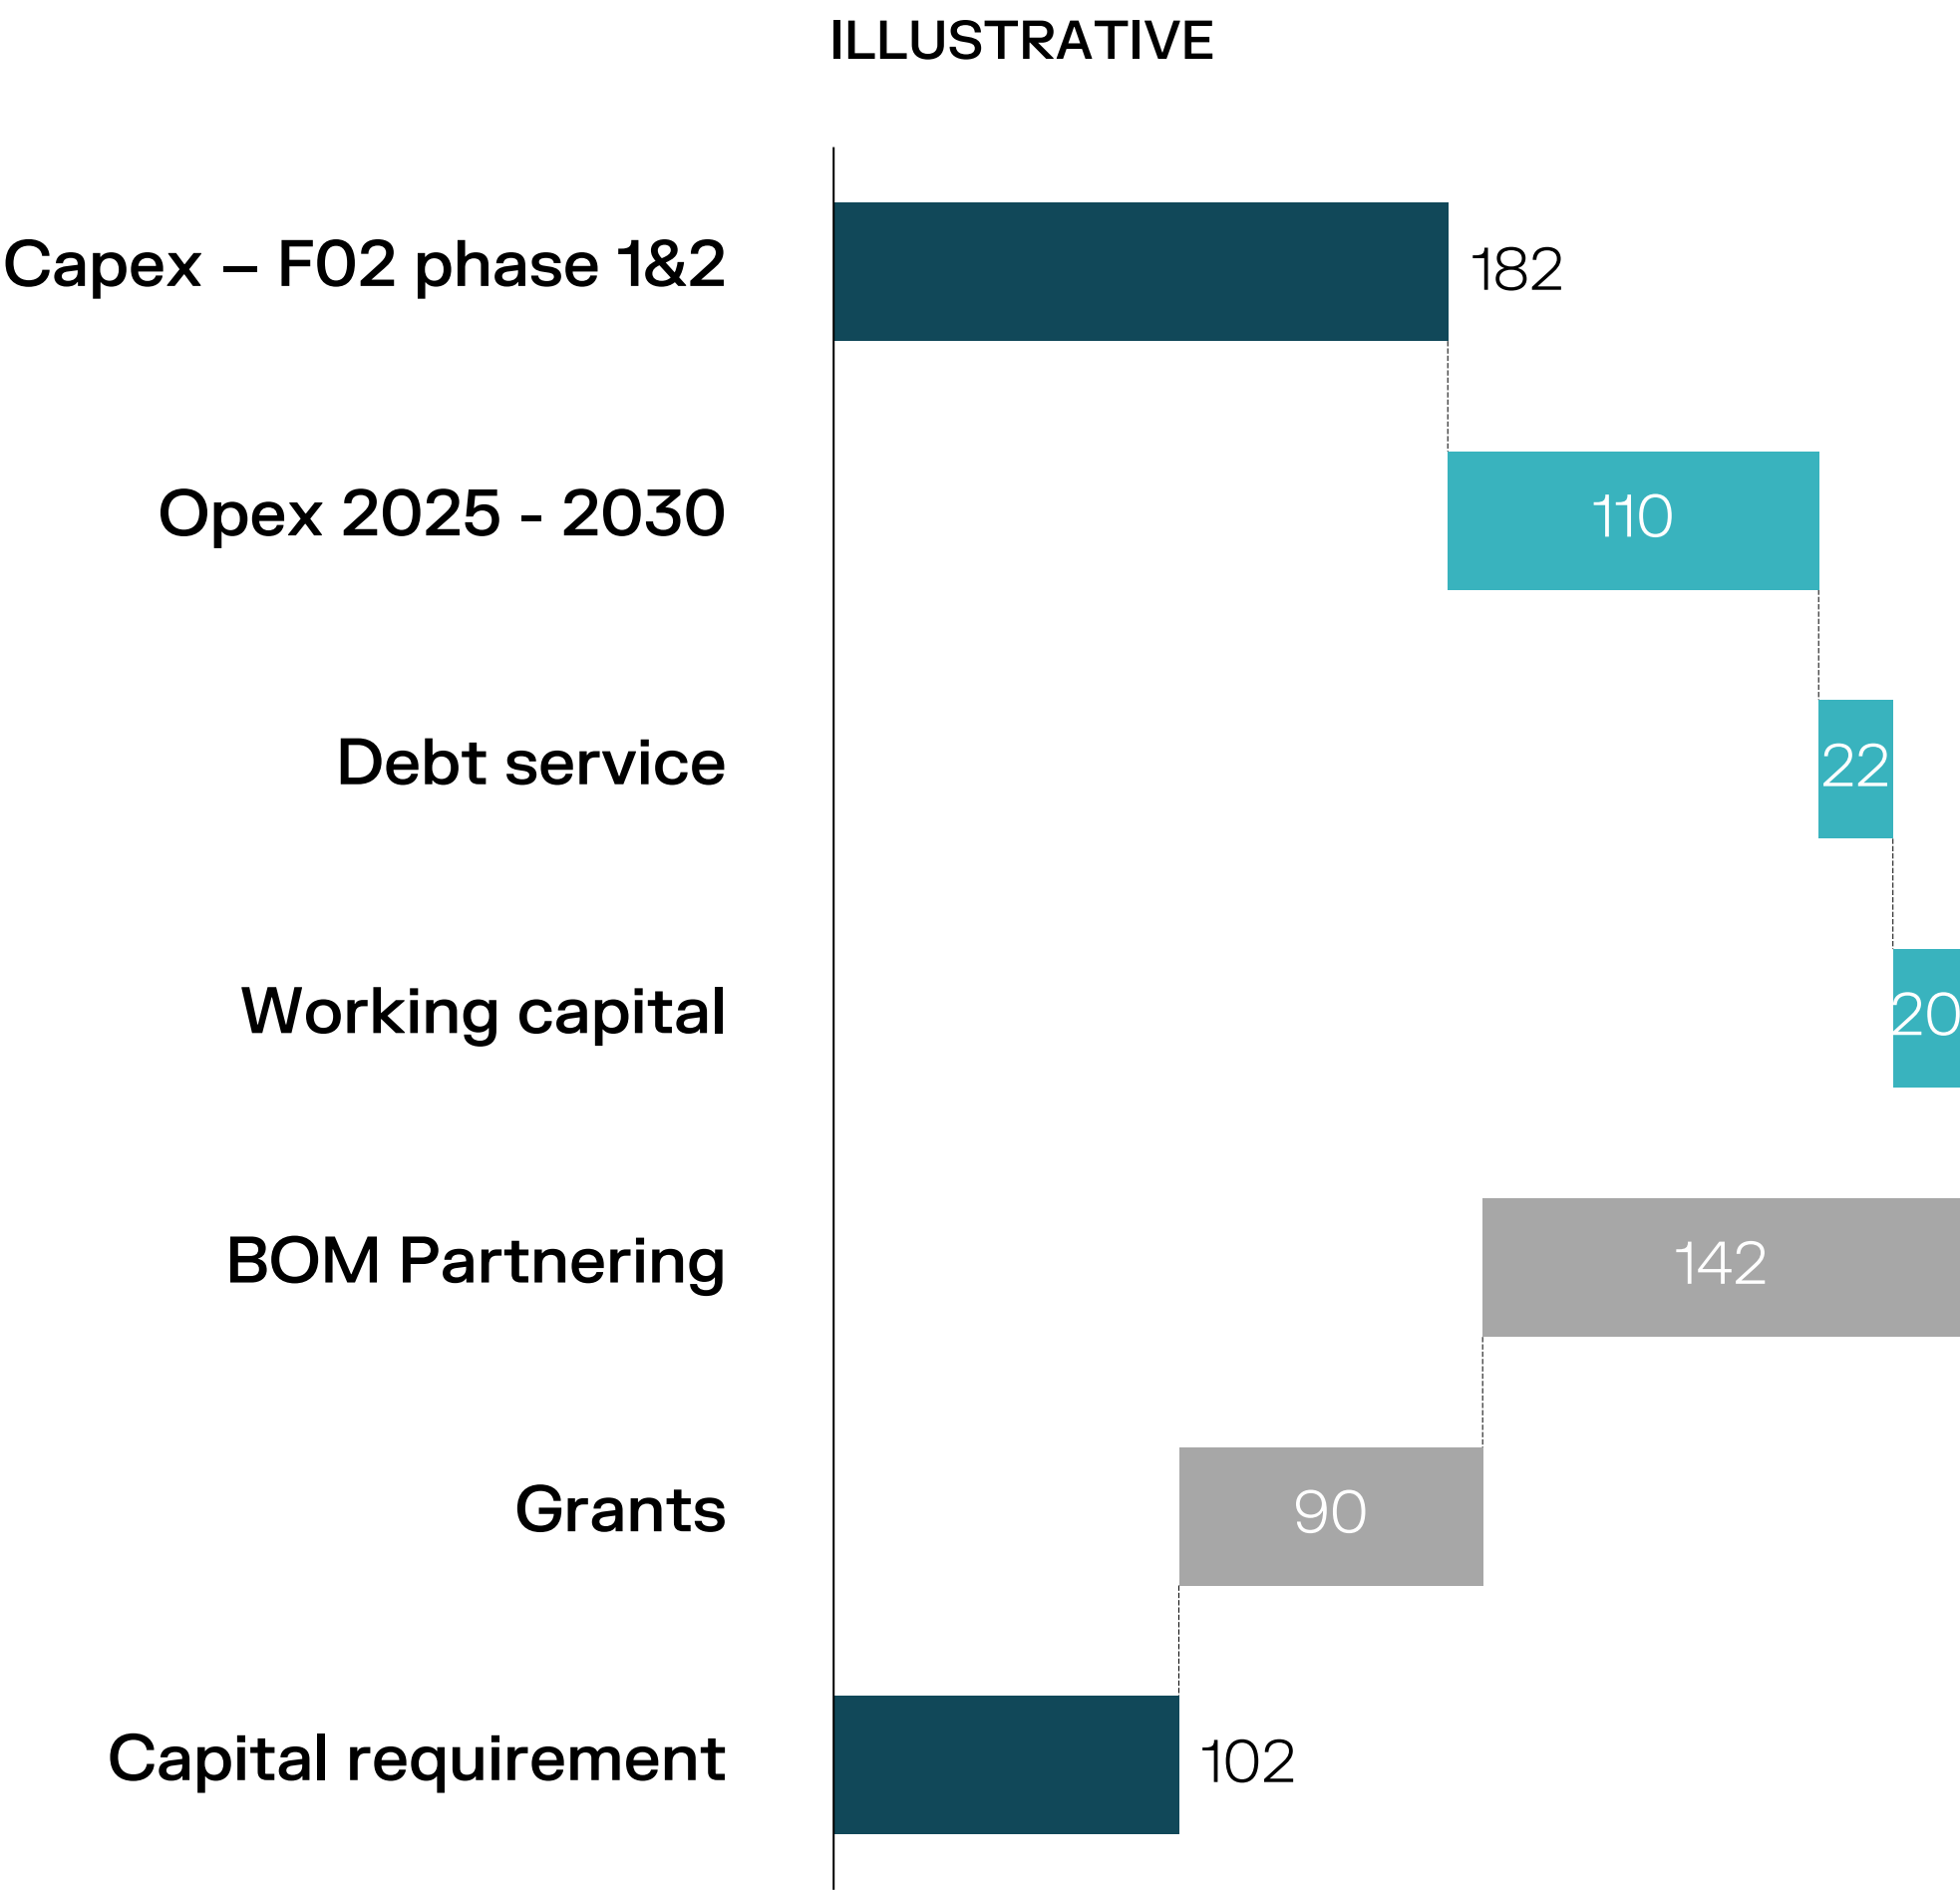 ILLUSTRATIVE
Capex – F02 phase 1&2 182
Opex 2025 - 2030 110
Debt service 22
Working capital 20
BOM Partnering 142
Grants 90
Capital requirement 102